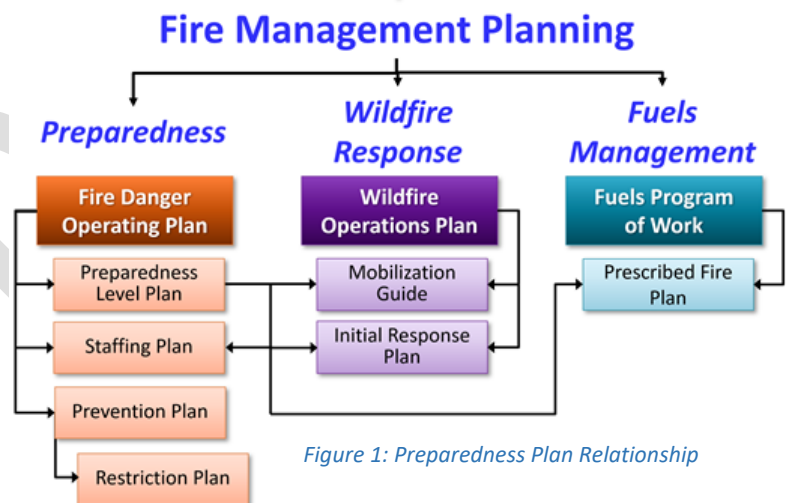 Fire Management Planning
Preparedness
Wildfire
Response
Fuels
Management
Fire Danger
Operating Plan
Wildfire
Operations Plan
Fuels Program
of Work
Preparedness
Level Plan
Mobilization
Guide
Prescribed Fire
Plan
Staffing Plan
Initial Response
Plan
Prevention Plan
Restriction Plan
Figure 1: Preparedness Plan Relationship